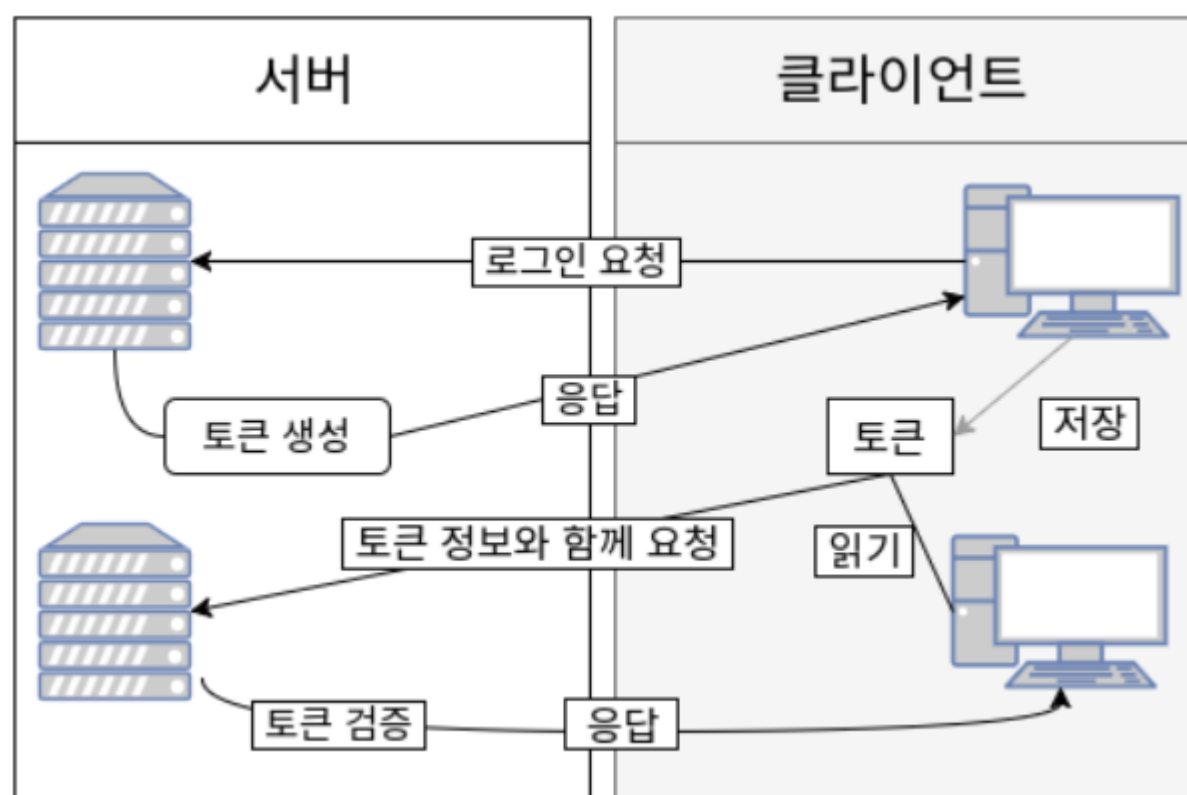 서버
클라이언트
로그인 요청
응답
토큰 생성
토큰
저장
토큰 정보와 함께 요청
읽기
토큰 검증
응답